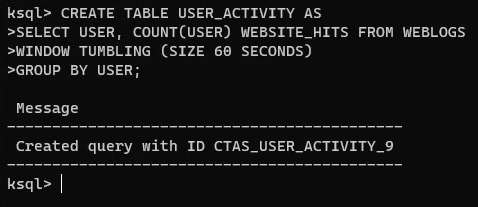 ksql> CREATE TABLE USER_ACTIVITY AS
>SELECT USER, COUNT(USER) WEBSITE_HITS FROM WEBLOGS
>WINDOW TUMBLING (SIZE 60 SECONDS)
>GROUP BY USER;
Message
--------------------------------------------
Created query with ID CTAS_USER_ACTIVITY_9
--------------------------------------------
ksql>